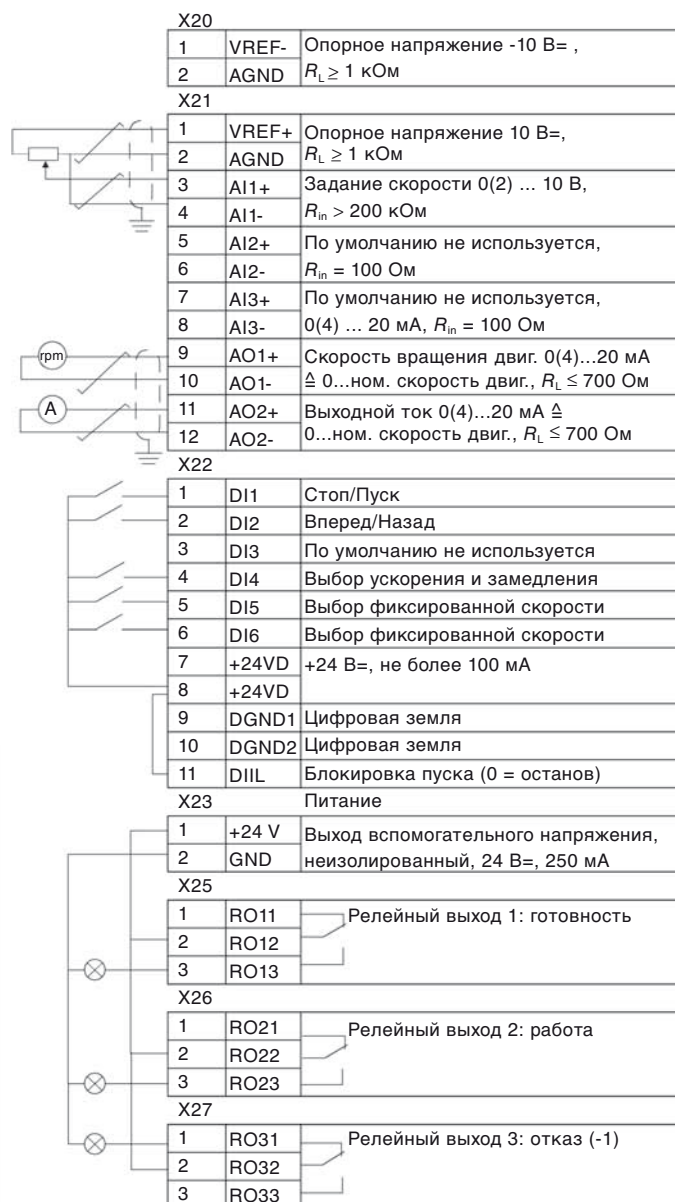 X20
1 VREF- Опорное напряжение -10 В= ,
2 AGND R_L ≥ 1 кОм
X21
1 VREF+ Опорное напряжение 10 В=,
2 AGND R_L ≥ 1 кОм
3 AI1+ Задание скорости 0(2) ... 10 В,
4 AI1- R_in > 200 кОм
5 AI2+ По умолчанию не используется,
6 AI2- R_in = 100 Ом
7 AI3+ По умолчанию не используется,
8 AI3- 0(4) ... 20 мА, R_in = 100 Ом
rpm 9 AO1+ Скорость вращения двиг. 0(4)...20 мА
10 AO1- ≙ 0...ном. скорость двиг., R_L ≤ 700 Ом
A 11 AO2+ Выходной ток 0(4)...20 мА ≙
12 AO2- 0...ном. скорость двиг., R_L ≤ 700 Ом
X22
1 DI1 Стоп/Пуск
2 DI2 Вперед/Назад
3 DI3 По умолчанию не используется
4 DI4 Выбор ускорения и замедления
5 DI5 Выбор фиксированной скорости
6 DI6 Выбор фиксированной скорости
7 +24VD +24 В=, не более 100 мА
8 +24VD
9 DGND1 Цифровая земля
10 DGND2 Цифровая земля
11 DIIL Блокировка пуска (0 = останов)
X23 Питание
1 +24 V Выход вспомогательного напряжения,
2 GND неизолированный, 24 В=, 250 мА
X25
1 RO11 Релейный выход 1: готовность
2 RO12
3 RO13
X26
1 RO21 Релейный выход 2: работа
2 RO22
3 RO23
X27
1 RO31 Релейный выход 3: отказ (-1)
2 RO32
3 RO33